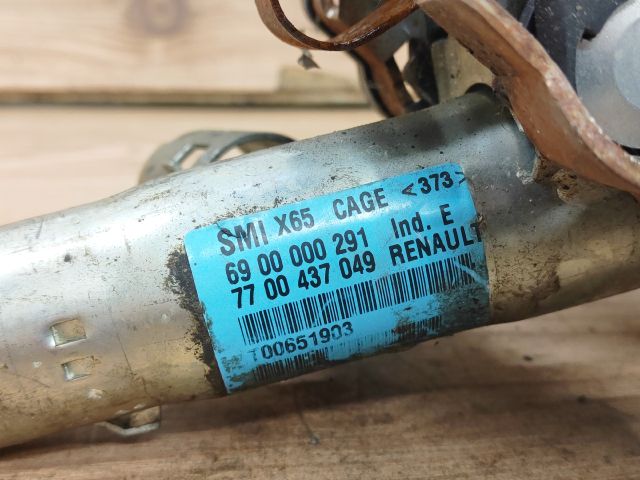 SMI X65 CAGE <373>
69 00 000 291 Ind. E
77 00 437 049 RENAULT
T00651903